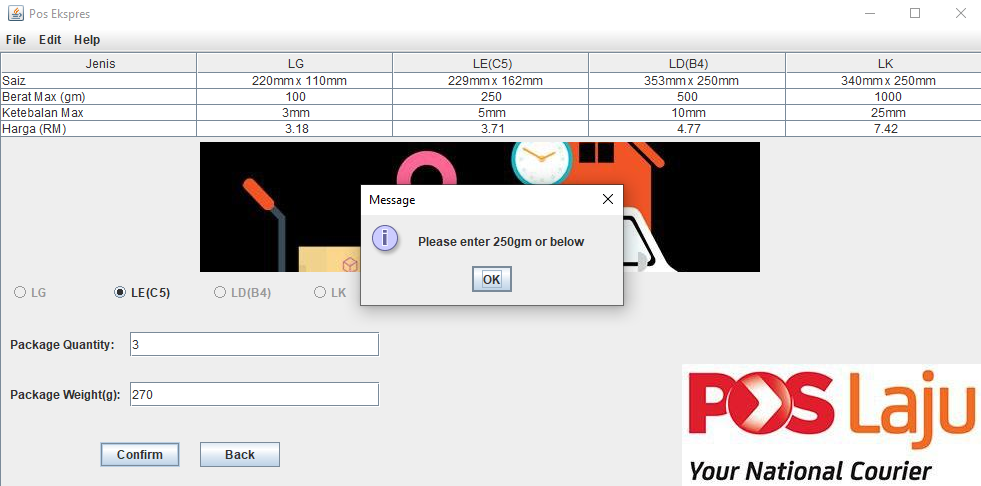 Pos Ekspres
File Edit Help
Jenis LG LE(C5) LD(B4) LK
Saiz 220mm x 110mm 229mm x 162mm 353mm x 250mm 340mm x 250mm
Berat Max (gm) 100 250 500 1000
Ketebalan Max 3mm 5mm 10mm 25mm
Harga (RM) 3.18 3.71 4.77 7.42
Message
Please enter 250gm or below
OK
LG LE(C5) LD(B4) LK
Package Quantity: 3
Package Weight(g): 270
Confirm Back
POS Laju
Your National Courier